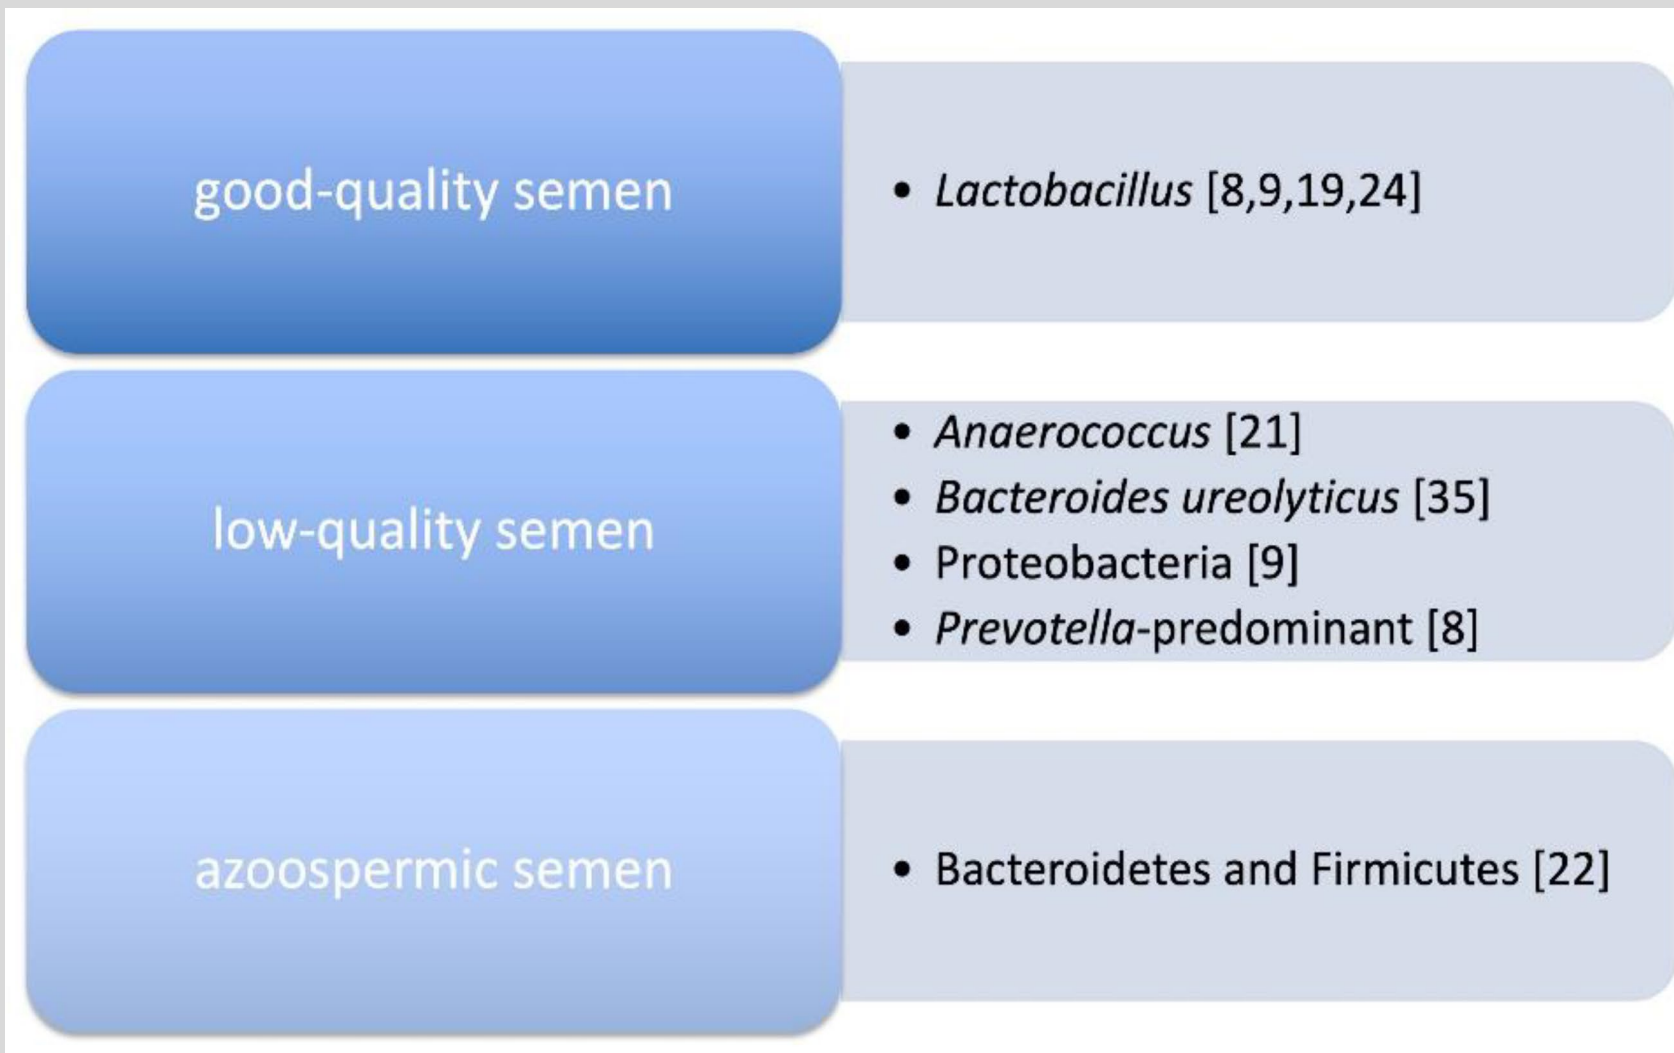 good-quality semen
• Lactobacillus [8,9,19,24]
low-quality semen
• Anaerococcus [21]
• Bacteroides ureolyticus [35]
• Proteobacteria [9]
• Prevotella-predominant [8]
azoospermic semen
• Bacteroidetes and Firmicutes [22]